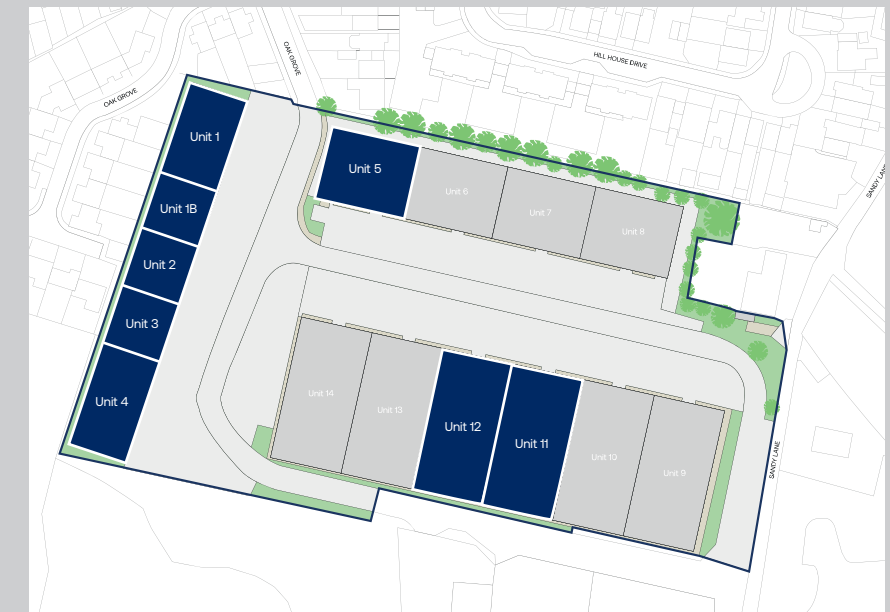 OAK GROVE
HILL HOUSE DRIVE
OAK GROVE
Unit 1
Unit 5
SANDY LANE
Unit 6
Unit 1B
Unit 7
Unit 8
Unit 2
Unit 3
Unit 14
Unit 4
Unit 13
Unit 12
Unit 11
Unit 10
SANDY LANE
Unit 9